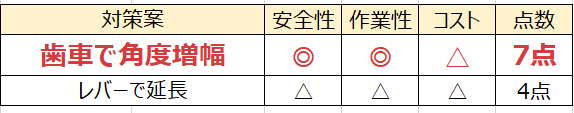 対策案 安全性 作業性 コスト 点数
歯車で角度増幅 ◎ ◎ △ 7点
レバーで延長 △ △ △ 4点